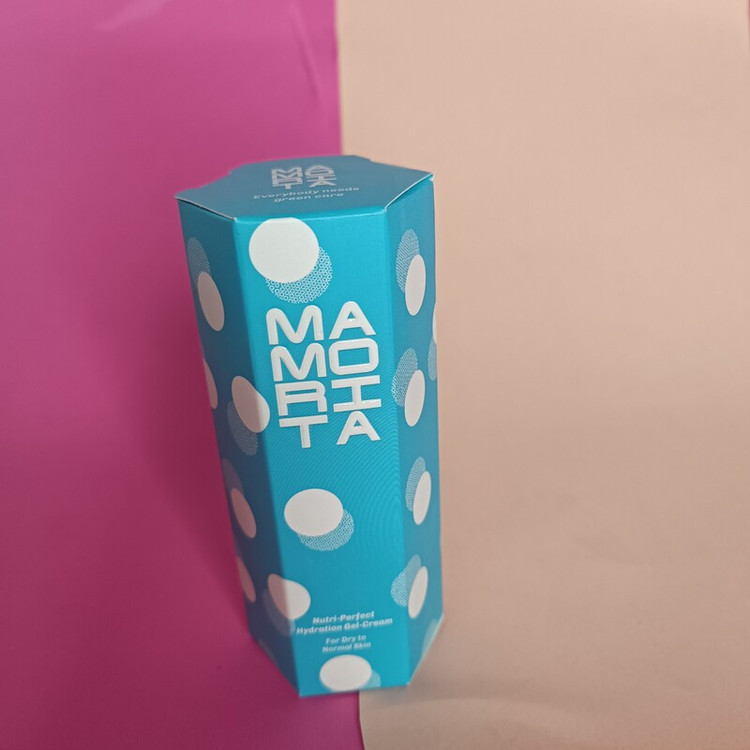 MA
MO
RI
TA
Everybody needs
green care
MA
MO
RI
TA
Nutri-Perfect
Hydration Gel-Cream
For Dry to
Normal Skin